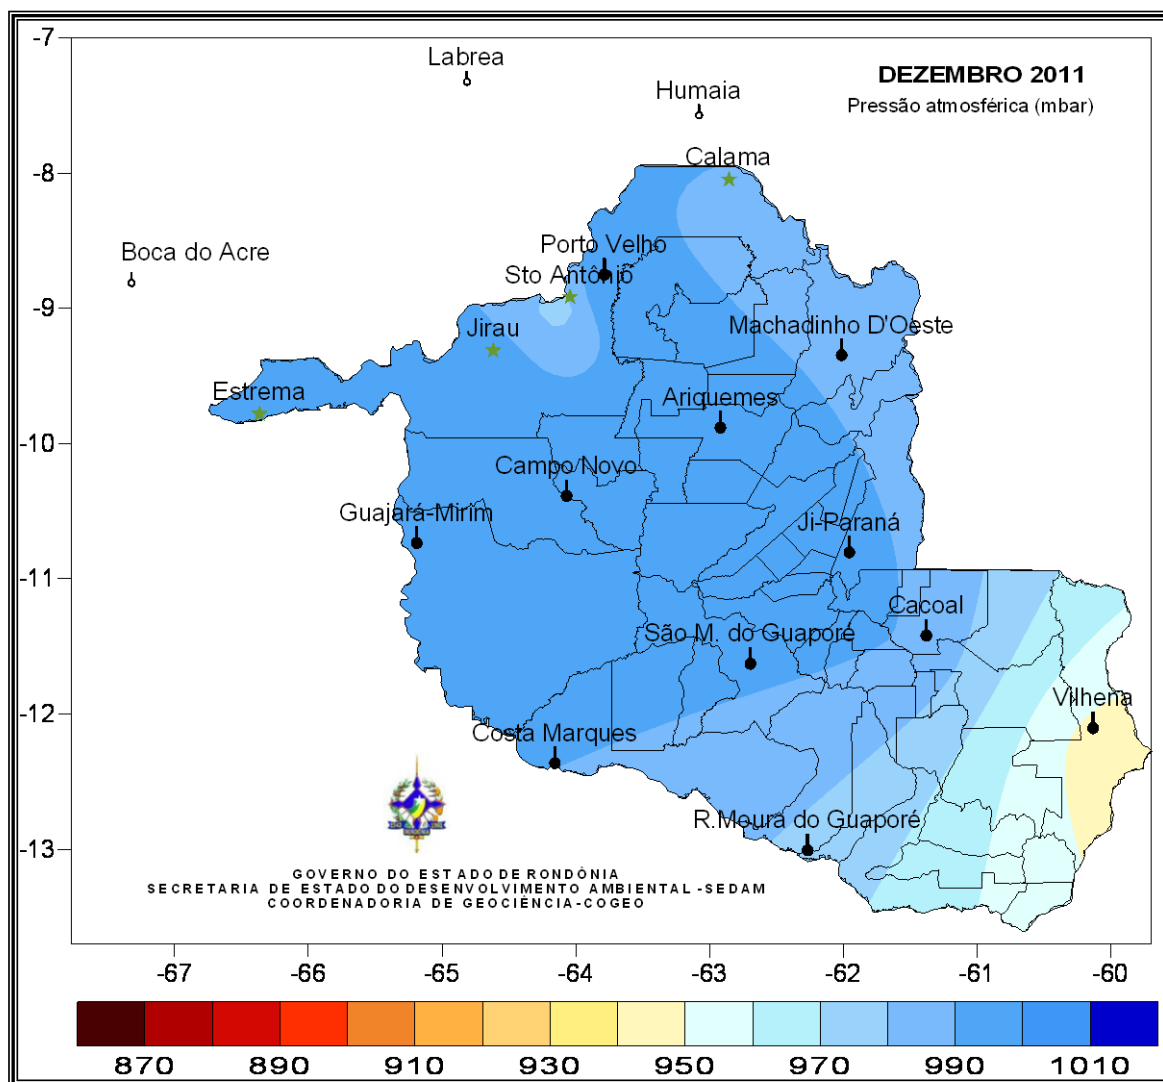 -7
Labrea
DEZEMBRO 2011
Humaia
Pressão atmosférica (mbar)
Calama
-8
Boca do Acre
Porto Velho
Sto Antônio
-9
Jirau
Machadinho D'Oeste
Estrema
Ariquemes
-10
Campo Novo
Guajará-Mirim
Ji-Paraná
-11
Cacoal
São M. do Guaporé
Vilhena
-12
Costa Marques
R.Moura do Guaporé
-13
GOVERNO DO ESTADO DE RONDÔNIA
SECRETARIA DE ESTADO DO DESENVOLVIMENTO AMBIENTAL -SEDAM
COORDENADORIA DE GEOCIÊNCIA-COGEO
-67 -66 -65 -64 -63 -62 -61 -60
870 890 910 930 950 970 990 1010